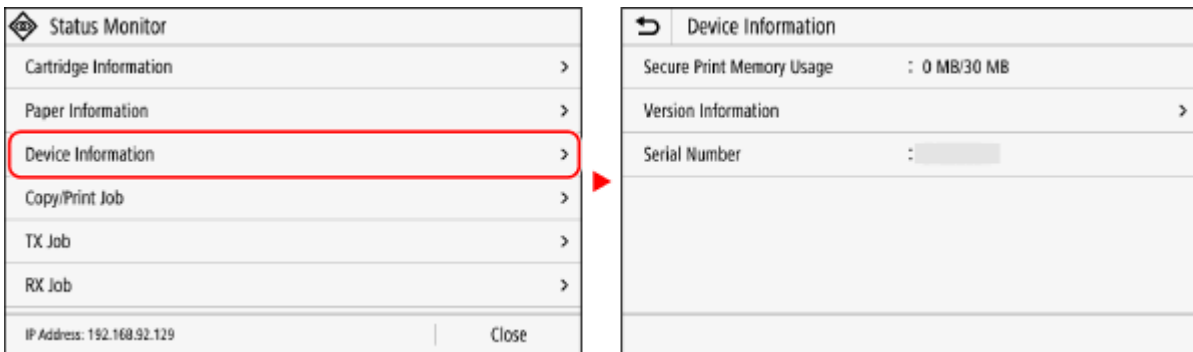 Status Monitor
Cartridge Information
Paper Information
Device Information
Copy/Print Job
TX Job
RX Job
IP Address: 192.168.92.129
Close
Device Information
Secure Print Memory Usage : 0 MB/30 MB
Version Information
Serial Number :